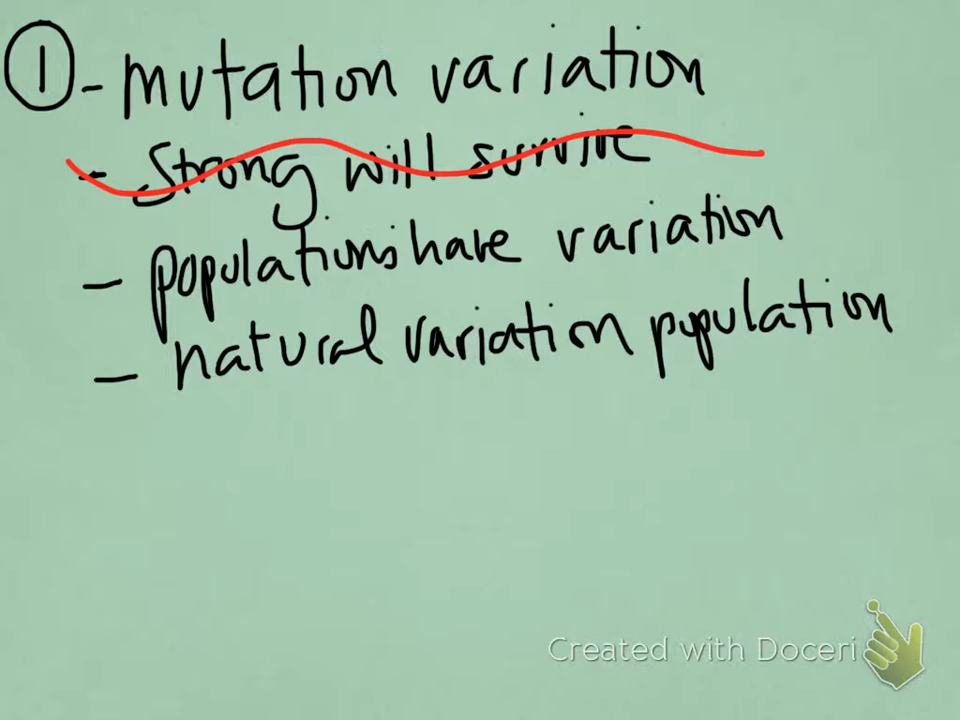 ① - mutation variation
- Strong will survive
- populations have variation
- natural variation population
Created with Doceri